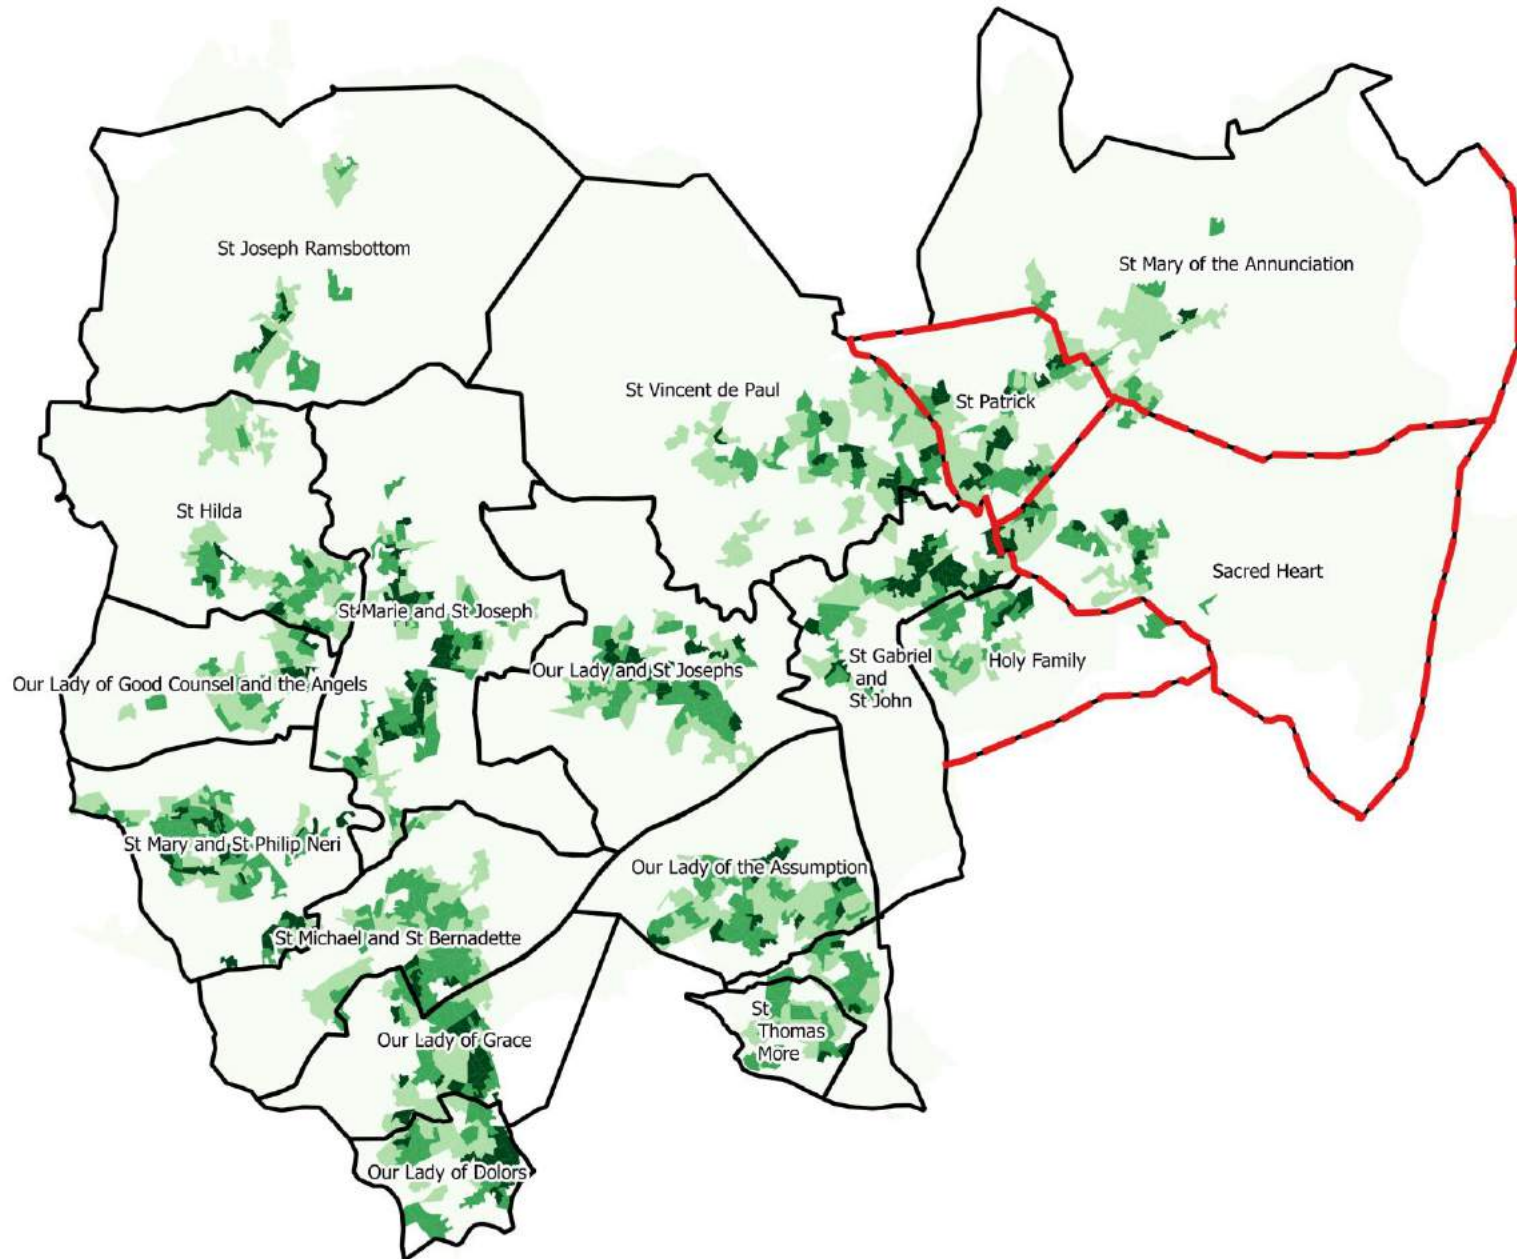 St Joseph Ramsbottom
St Mary of the Annunciation
St Vincent de Paul
St Patrick
St Hilda
Sacred Heart
St Marie and St Joseph
St Gabriel
and
St John
Holy Family
Our Lady and St Josephs
Our Lady of Good Counsel and the Angels
St Mary and St Philip Neri
Our Lady of the Assumption
St Michael and St Bernadette
St
Thomas
More
Our Lady of Grace
Our Lady of Dolors